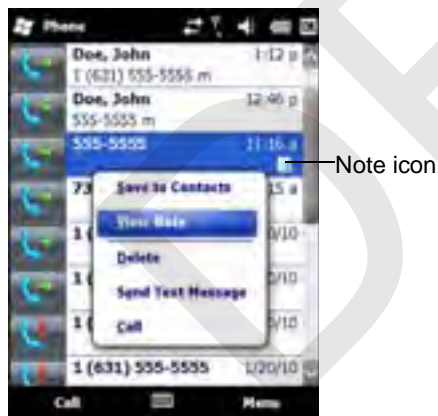 Phone
Doe, John 1:12 p
1 (631) 555-5555 m
Doe, John 12:46 p
555-5555 m
555-5555 11:16 a
Note icon
73 15 a
Save to Contacts
View Note
1 ( 0/10
Delete
1 ( 0/10
Send Text Message
1 ( 0/10
Call
1 (631) 555-5555 1/20/10
Call Menu